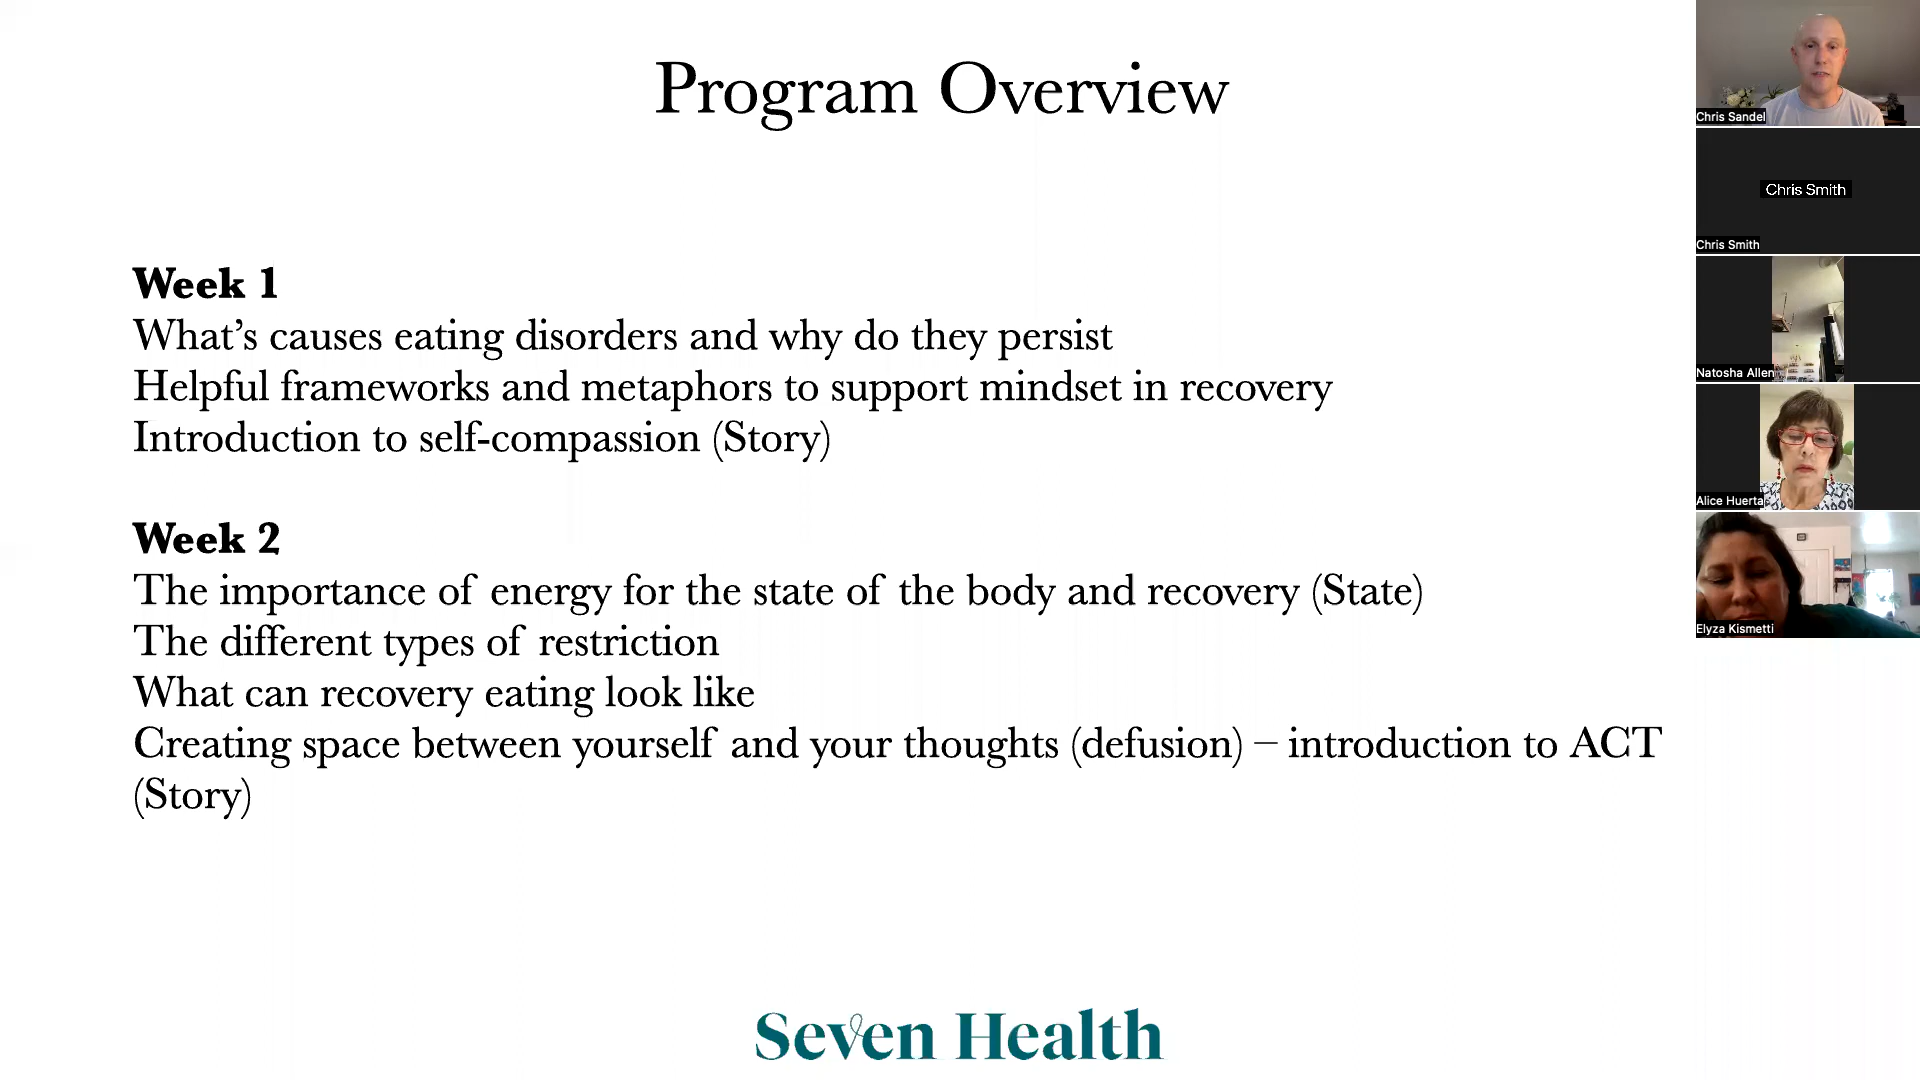 Program Overview
Week 1
What’s causes eating disorders and why do they persist
Helpful frameworks and metaphors to support mindset in recovery
Introduction to self-compassion (Story)
Week 2
The importance of energy for the state of the body and recovery (State)
The different types of restriction
What can recovery eating look like
Creating space between yourself and your thoughts (defusion) – introduction to ACT
(Story)
Seven Health
Chris Sandel
Chris Smith
Chris Smith
Natosha Allen
Alice Huerta
Elyza Kismetti